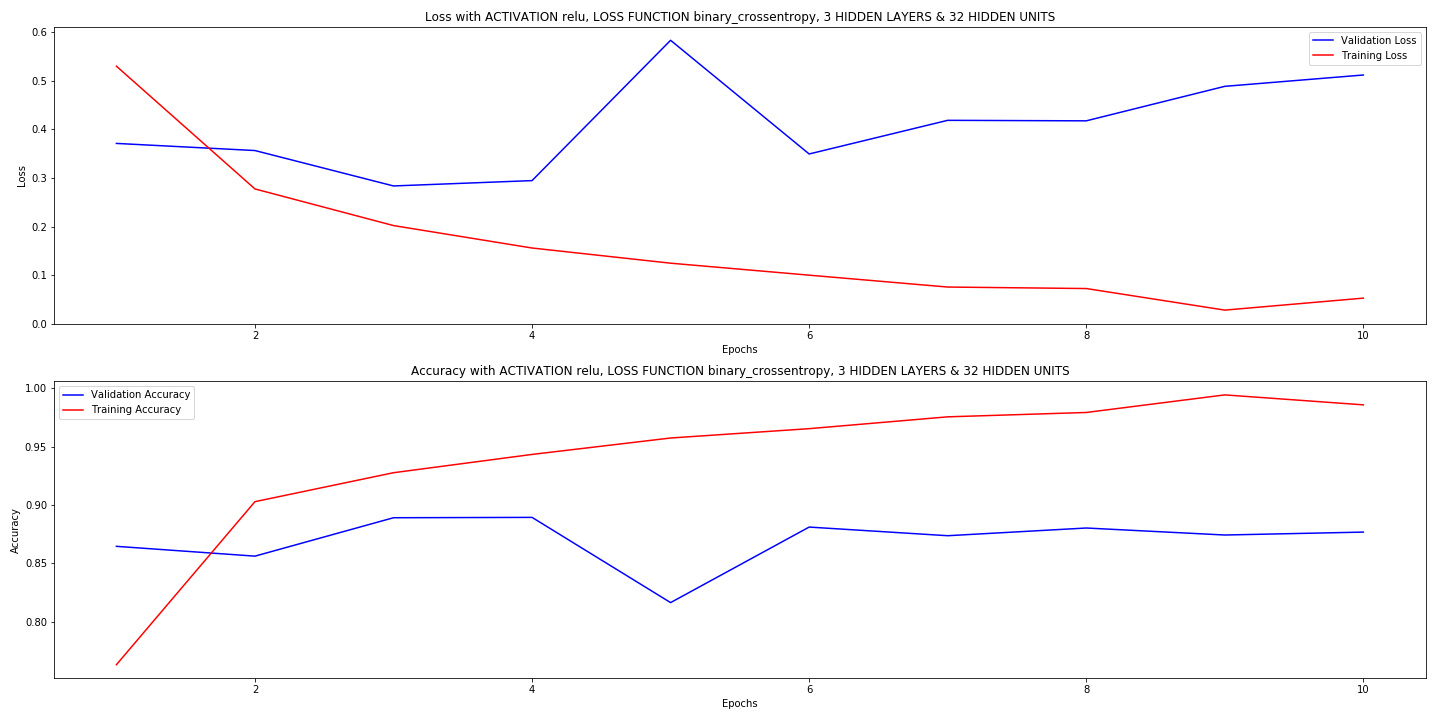 Loss with ACTIVATION relu, LOSS FUNCTION binary_crossentropy, 3 HIDDEN LAYERS & 32 HIDDEN UNITS
0.6
0.5
0.4
0.3
0.2
0.1
0.0
Loss
Validation Loss
Training Loss
2
4
6
8
10
Epochs
Accuracy with ACTIVATION relu, LOSS FUNCTION binary_crossentropy, 3 HIDDEN LAYERS & 32 HIDDEN UNITS
1.00
0.95
0.90
0.85
0.80
Accuracy
Validation Accuracy
Training Accuracy
2
4
6
8
10
Epochs